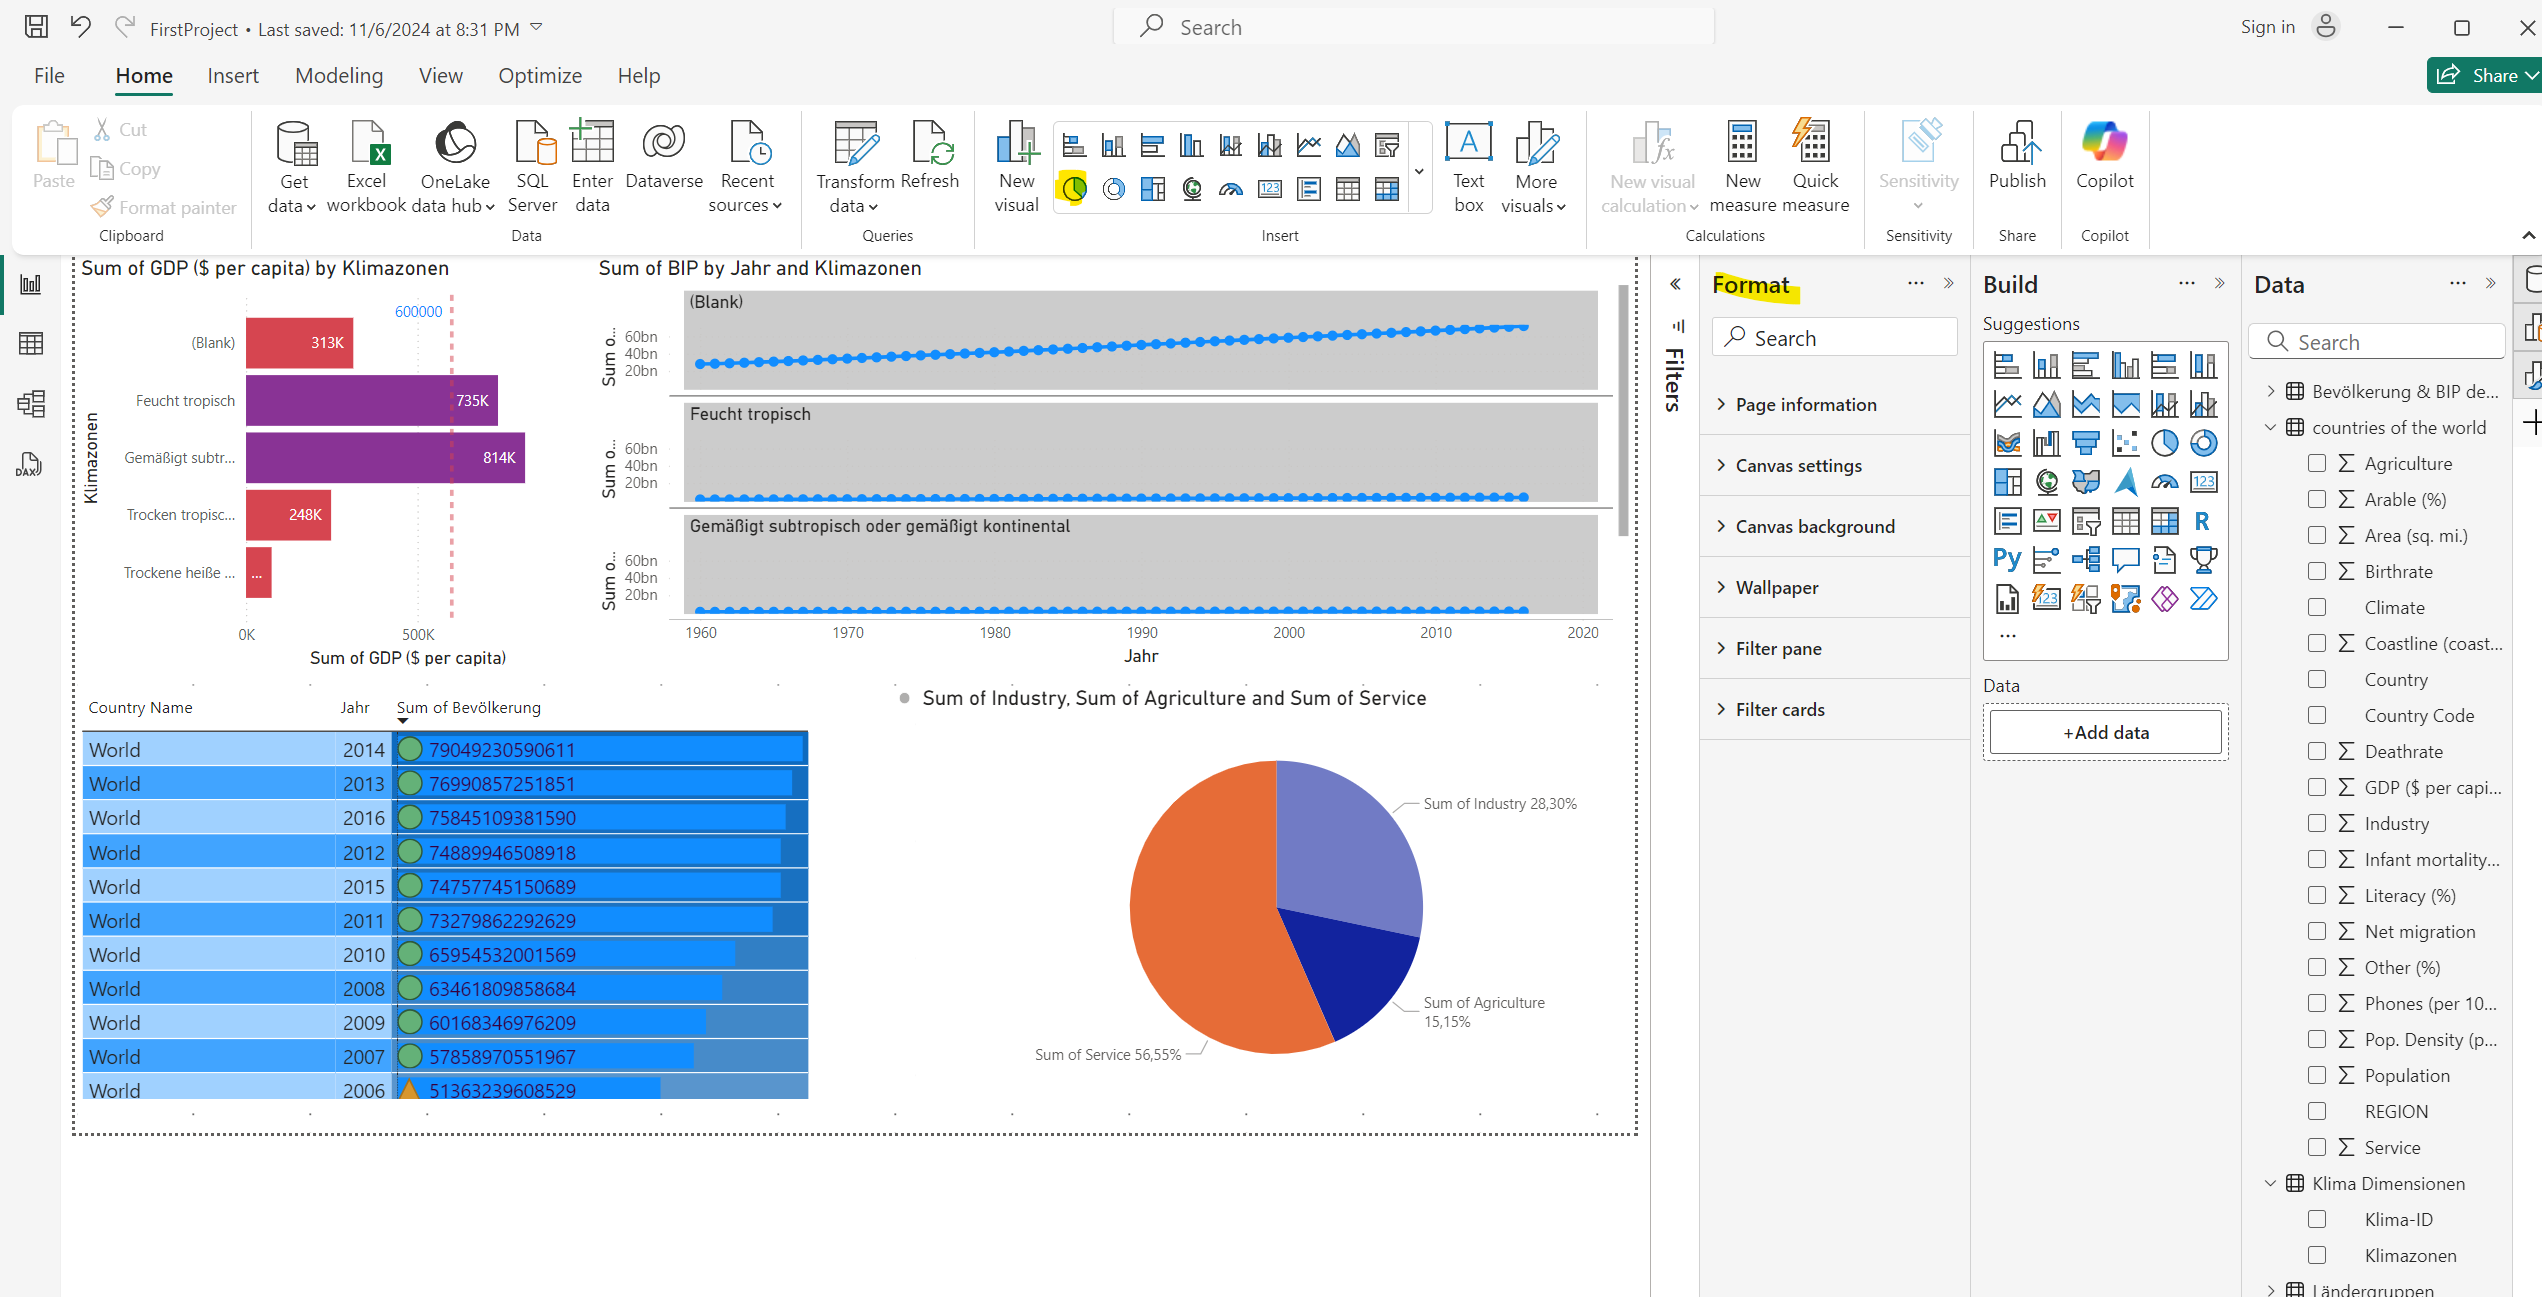 FirstProject • Last saved: 11/6/2024 at 8:31 PM
Search
Sign in
File
Home
Insert
Modeling
View
Optimize
Help
Share
Paste
Cut
Copy
Format painter
Clipboard
Get data
Excel workbook
OneLake data hub
SQL Server
Enter data
Dataverse
Recent sources
Data
Transform data
Refresh
Queries
New visual
Text box
More visuals
Insert
New visual calculation
New measure
Quick measure
Calculations
Sensitivity
Sensitivity
Publish
Share
Copilot
Copilot
Sum of GDP ($ per capita) by Klimazonen
600000
Klimazonen
(Blank)
313K
Feucht tropisch
735K
Gemäßigt subtr...
814K
Trocken tropisc...
248K
Trockene heiße ...
...
0K
500K
Sum of GDP ($ per capita)
Sum of BIP by Jahr and Klimazonen
(Blank)
Sum o...
60bn
40bn
20bn
Feucht tropisch
Sum o...
60bn
40bn
20bn
Gemäßigt subtropisch oder gemäßigt kontinental
Sum o...
60bn
40bn
20bn
1960
1970
1980
1990
2000
2010
2020
Jahr
Country Name Jahr Sum of Bevölkerung
World 2014 79049230590611
World 2013 76990857251851
World 2016 75845109381590
World 2012 74889946508918
World 2015 74757745150689
World 2011 73279862292629
World 2010 65954532001569
World 2008 63461809858684
World 2009 60168346976209
World 2007 57858970551967
World 2006 51363239608529
Sum of Industry, Sum of Agriculture and Sum of Service
Sum of Industry 28,30%
Sum of Agriculture
15,15%
Sum of Service 56,55%
Filters
Format
Search
Page information
Canvas settings
Canvas background
Wallpaper
Filter pane
Filter cards
Build
Suggestions
123
R
Py
123
Data
+Add data
Data
Search
Bevölkerung & BIP de...
countries of the world
Agriculture
Arable (%)
Area (sq. mi.)
Birthrate
Climate
Coastline (coast...
Country
Country Code
Deathrate
GDP ($ per capi...
Industry
Infant mortality...
Literacy (%)
Net migration
Other (%)
Phones (per 10...
Pop. Density (p...
Population
REGION
Service
Klima Dimensionen
Klima-ID
Klimazonen
Ländergruppen
DAX